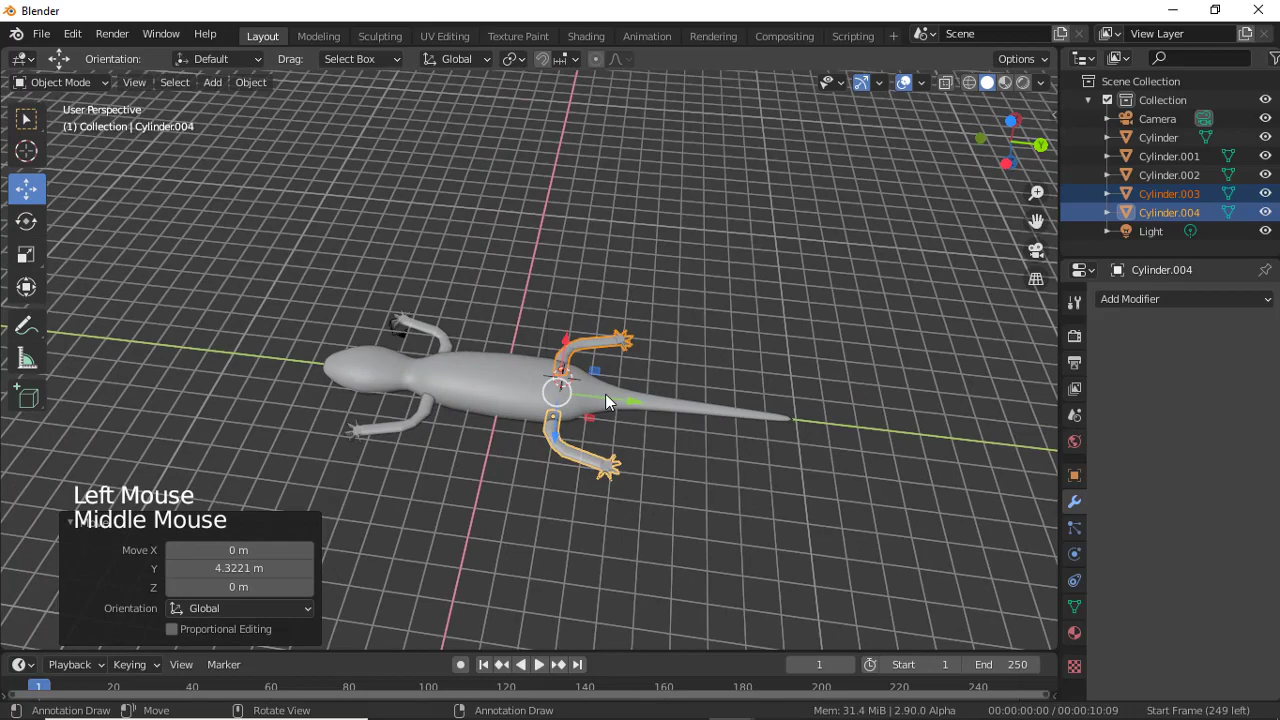 Blender
File Edit Render Window Help Layout Modeling Sculpting UV Editing Texture Paint Shading Animation Rendering Compositing Scripting + Scene View Layer
Orientation: Default Drag: Select Box Global Options
Object Mode View Select Add Object
User Perspective
(1) Collection | Cylinder.004
Y
Scene Collection
Collection
Camera
Cylinder
Cylinder.001
Cylinder.002
Cylinder.003
Cylinder.004
Light
Cylinder.004
Add Modifier
Left Mouse
Middle Mouse
Move X 0 m
Y 4.3221 m
Z 0 m
Orientation Global
Proportional Editing
Playback Keying View Marker 1 Start 1 End 250
1 20 40 60 80 100 120 140 160 180 200 220 240
Annotation Draw Move Rotate View Annotation Draw Mem: 31.4 MiB | 2.90.0 Alpha 00:00:00:00 / 00:00:10:09 Start Frame (249 left)